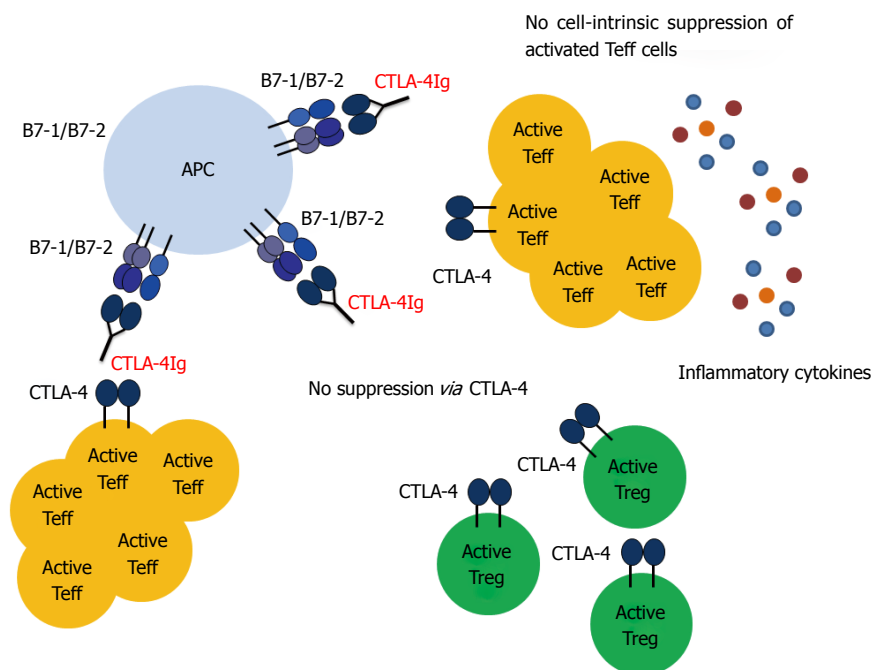 No cell-intrinsic suppression of
activated Teff cells
B7-1/B7-2
CTLA-4Ig
B7-1/B7-2
APC
B7-1/B7-2
B7-1/B7-2
CTLA-4Ig
CTLA-4Ig
CTLA-4
Active
Teff
Active
Teff
Active
Teff
Active
Teff
Active
Teff
CTLA-4
Inflammatory cytokines
No suppression via CTLA-4
Active
Teff
Active
Teff
Active
Teff
Active
Teff
Active
Teff
CTLA-4
Active
Treg
CTLA-4
Active
Treg
CTLA-4
Active
Treg